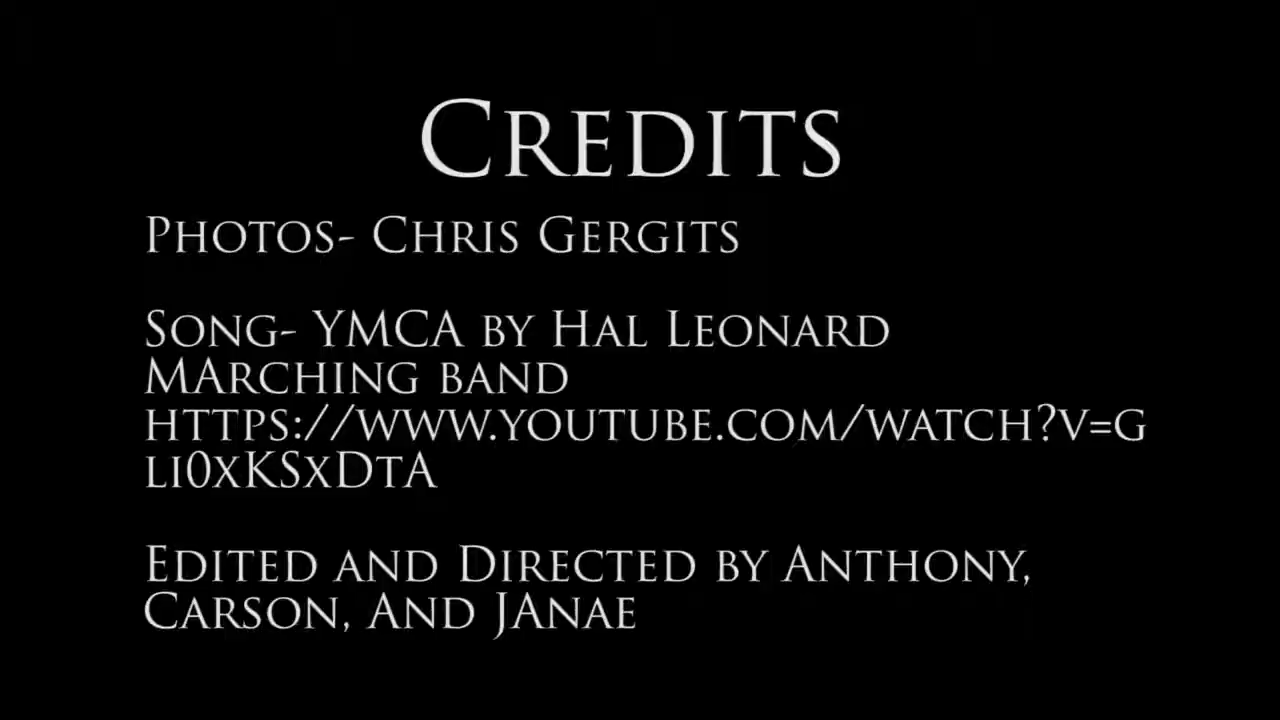 Credits
Photos- Chris Gergits
Song- YMCA by Hal Leonard
MArching band
https://www.youtube.com/watch?v=G
li0xKSxDtA
Edited and Directed by Anthony,
Carson, And JAnae